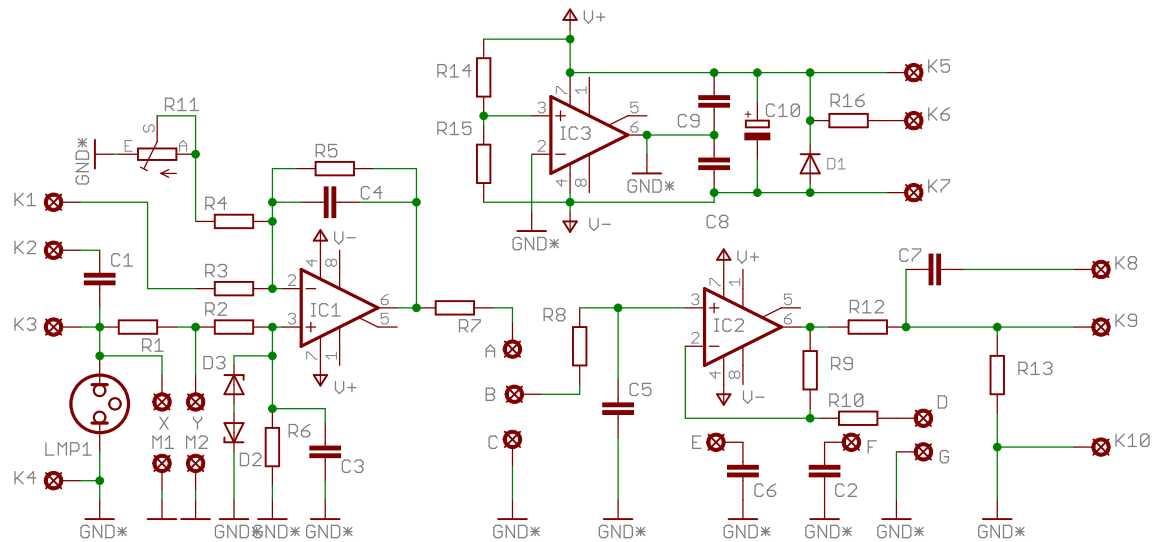 V+
R14
7
1
K5
3
+
5
IC3
6
C9
+
C10
R16
K6
R15
2
−
GND*
D1
4
8
K7
GND*
V-
C8
R11
S
GND*
E
A
R5
C4
K1
R4
V-
K2
C1
R3
4
8
2
−
6
IC1
K3
R1
R2
3
+
5
7
1
V+
R7
D3
X
M1
Y
M2
LMP1
D2
R6
C3
K4
GND*
GND*
GND*
GND*
A
B
C
GND*
R8
C5
GND*
V+
7
1
3
+
5
IC2
6
2
−
4
8
V-
C7
K8
R12
K9
R9
R13
R10
D
E
F
G
K10
C6
C2
GND*
GND*
GND*
GND*